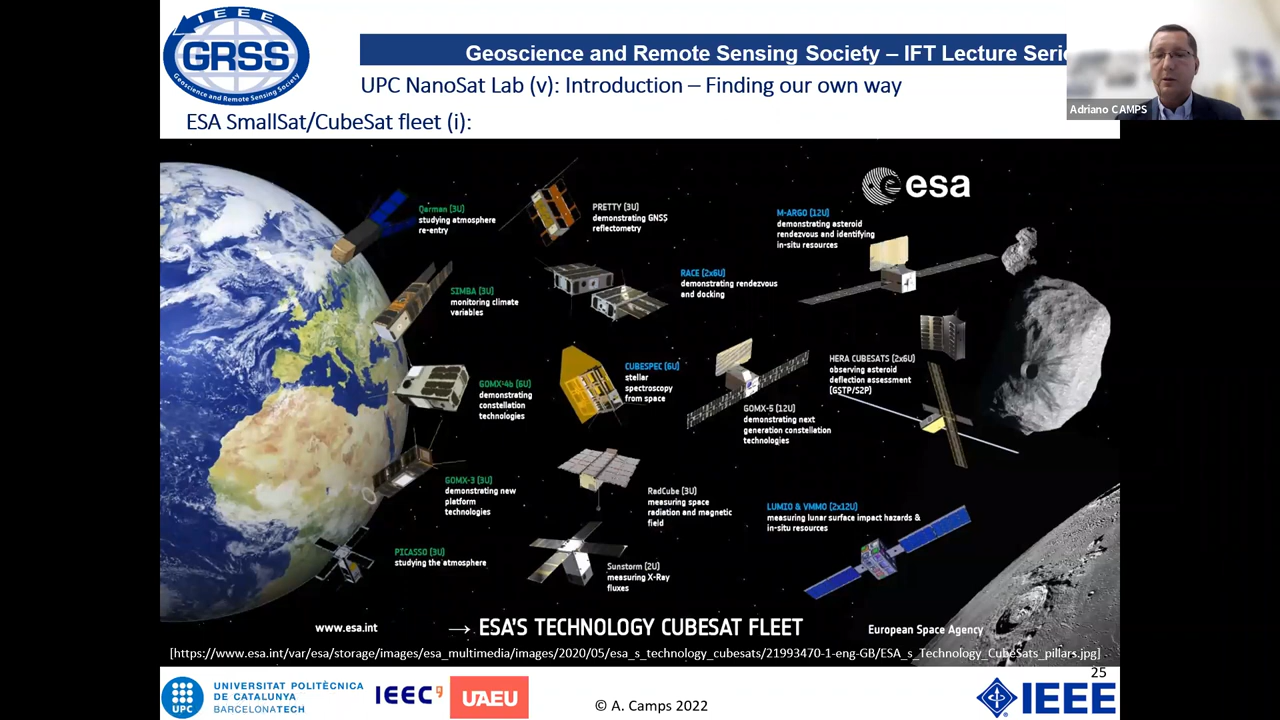 IEEE
GRSS
Geoscience and Remote Sensing Society
Geoscience and Remote Sensing Society – IFT Lecture Serie
UPC NanoSat Lab (v): Introduction – Finding our own way
Adriano CAMPS
ESA SmallSat/CubeSat fleet (i):
esa
Qarman (3U)
studying atmosphere
re-entry
PRETTY (3U)
demonstrating GNSS
reflectometry
M-ARGO (12U)
demonstrating asteroid
rendezvous and identifying
in-situ resources
SIMBA (3U)
monitoring climate
variables
RACE (2x6U)
demonstrating rendezvous
and docking
GOMX-4b (6U)
demonstrating
constellation
technologies
CUBESPEC (6U)
stellar
spectroscopy
from space
GOMX-5 (12U)
demonstrating next
generation constellation
technologies
HERA CUBESATS (2x6U)
observing asteroid
deflection assessment
(GSTP/S2P)
GOMX-3 (3U)
demonstrating new
platform
technologies
RadCube (3U)
measuring space
radiation and magnetic
field
LUMIO & VMMO (2x12U)
measuring lunar surface impact hazards &
in-situ resources
PICASSO (3U)
studying the atmosphere
Sunstorm (2U)
measuring X-Ray
fluxes
www.esa.int
→ ESA'S TECHNOLOGY CUBESAT FLEET
European Space Agency
[https://www.esa.int/var/esa/storage/images/esa_multimedia/images/2020/05/esa_s_technology_cubesats/21993470-1-eng-GB/ESA_s_Technology_CubeSats_pillars.jpg]
25
UPC
UNIVERSITAT POLITÈCNICA
DE CATALUNYA
BARCELONATECH
IEEC
UAEU
© A. Camps 2022
IEEE